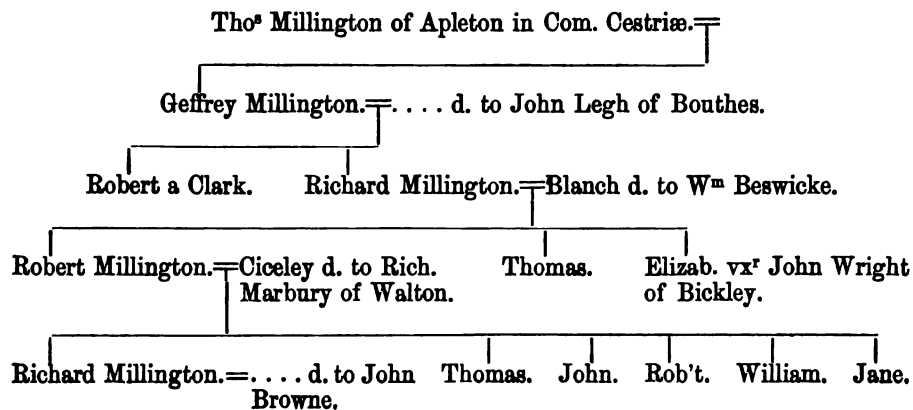 Thoˢ Millington of Apleton in Com. Cestriæ.=
Geffrey Millington.=. . . . d. to John Legh of Bouthes.
Robert a Clark. Richard Millington.=Blanch d. to Wᵐ Beswicke.
Robert Millington.=Ciceley d. to Rich. Thomas. Elizab. vxʳ John Wright
Marbury of Walton. of Bickley.
Richard Millington.=. . . . d. to John Thomas. John. Rob't. William. Jane.
Browne.